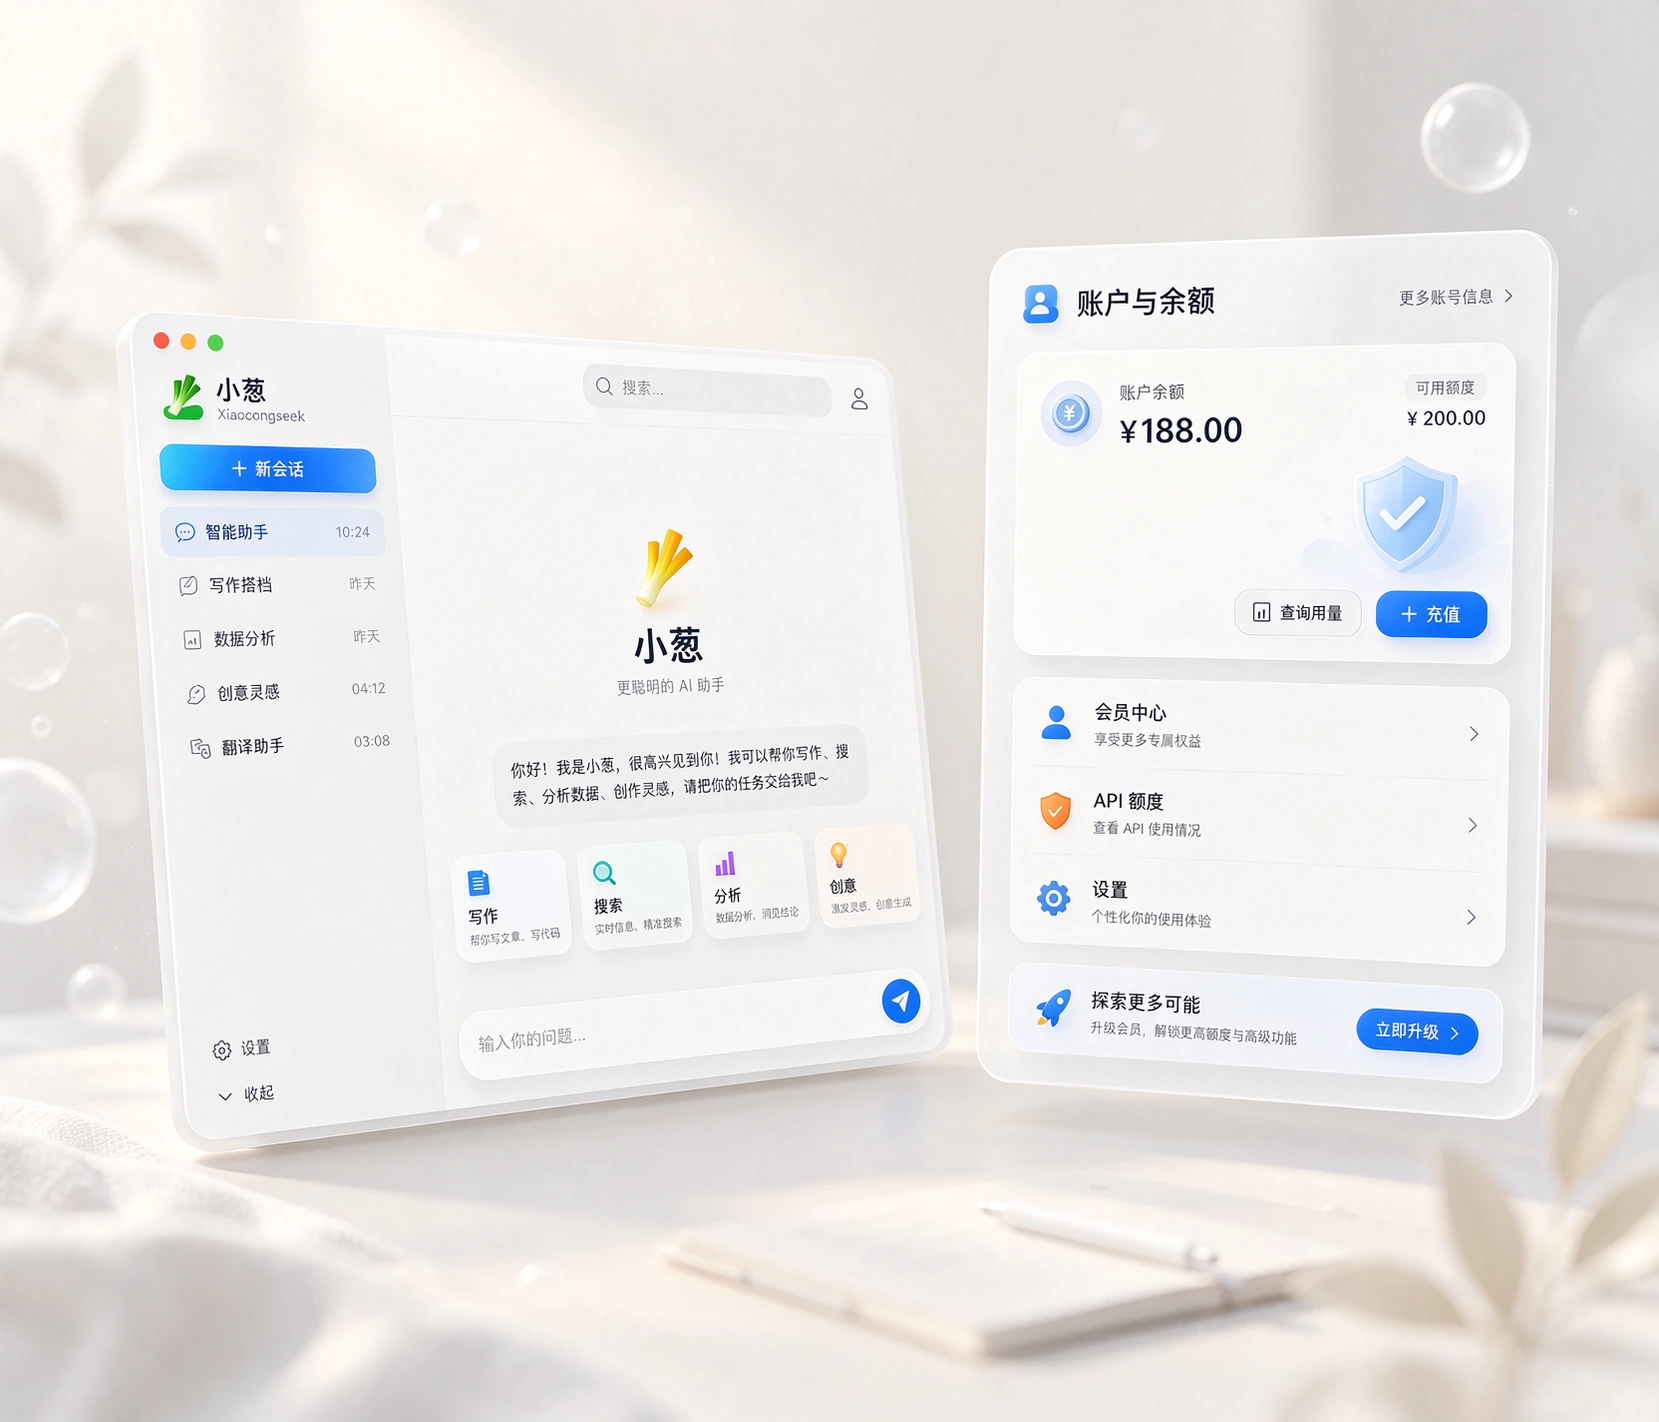 小葱
Xiaocongseek
+ 新会话
智能助手 10:24
写作搭档 昨天
数据分析 昨天
创意灵感 04:12
翻译助手 03:08
设置
收起
搜索...
小葱
更聪明的 AI 助手
你好！我是小葱，很高兴见到你！我可以帮你写作、搜
索、分析数据、创作灵感，请把你的任务交给我吧～
写作
帮你写文章、写代码
搜索
实时信息、精准搜索
分析
数据分析、洞见结论
创意
激发灵感、创意生成
输入你的问题...
账户与余额
更多账号信息
账户余额
¥188.00
可用额度
¥ 200.00
查询用量
+ 充值
会员中心
享受更多专属权益
API 额度
查看 API 使用情况
设置
个性化你的使用体验
探索更多可能
升级会员，解锁更高额度与高级功能
立即升级